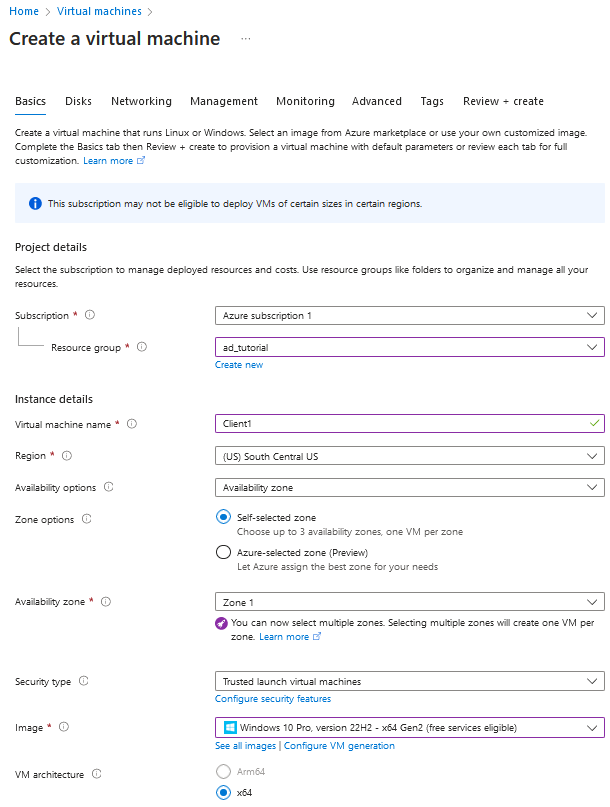 Home > Virtual machines >
Create a virtual machine ...
Basics Disks Networking Management Monitoring Advanced Tags Review + create
Create a virtual machine that runs Linux or Windows. Select an image from Azure marketplace or use your own customized image.
Complete the Basics tab then Review + create to provision a virtual machine with default parameters or review each tab for full
customization. Learn more
This subscription may not be eligible to deploy VMs of certain sizes in certain regions.
Project details
Select the subscription to manage deployed resources and costs. Use resource groups like folders to organize and manage all your
resources.
Subscription * Azure subscription 1
Resource group * ad_tutorial
Create new
Instance details
Virtual machine name * Client1
Region * (US) South Central US
Availability options Availability zone
Zone options Self-selected zone
Choose up to 3 availability zones, one VM per zone
Azure-selected zone (Preview)
Let Azure assign the best zone for your needs
Availability zone * Zone 1
You can now select multiple zones. Selecting multiple zones will create one VM per
zone. Learn more
Security type Trusted launch virtual machines
Configure security features
Image * Windows 10 Pro, version 22H2 - x64 Gen2 (free services eligible)
See all images | Configure VM generation
VM architecture Arm64
x64